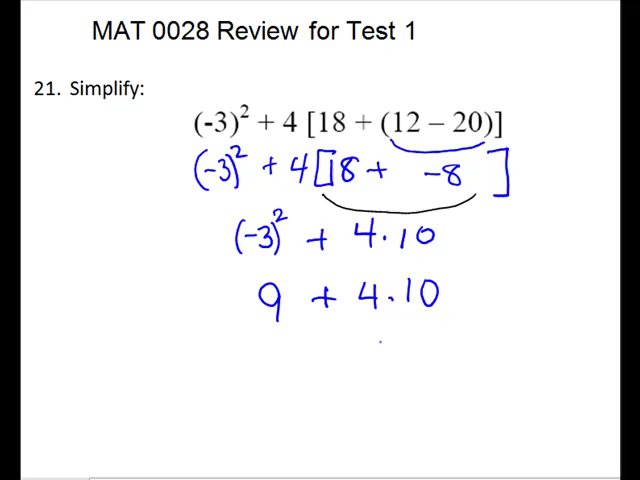 MAT 0028 Review for Test 1
21. Simplify:
(-3)² + 4 [18 + (12 – 20)]
(-3)² + 4[18 + -8]
(-3)² + 4·10
9 + 4·10